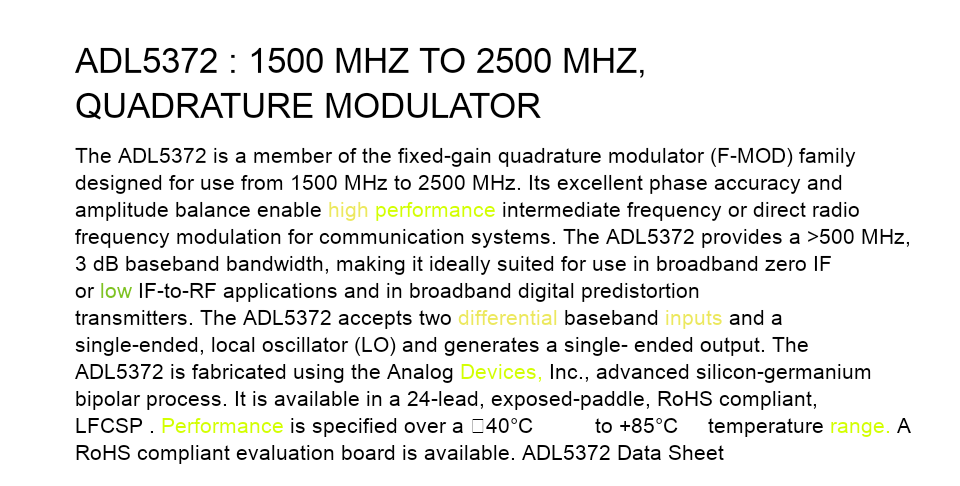 ADL5372 : 1500 MHZ TO 2500 MHZ,
QUADRATURE MODULATOR
The ADL5372 is a member of the fixed-gain quadrature modulator (F-MOD) family
designed for use from 1500 MHz to 2500 MHz. Its excellent phase accuracy and
amplitude balance enable high performance intermediate frequency or direct radio
frequency modulation for communication systems. The ADL5372 provides a >500 MHz,
3 dB baseband bandwidth, making it ideally suited for use in broadband zero IF
or low IF-to-RF applications and in broadband digital predistortion
transmitters. The ADL5372 accepts two differential baseband inputs and a
single-ended, local oscillator (LO) and generates a single- ended output. The
ADL5372 is fabricated using the Analog Devices, Inc., advanced silicon-germanium
bipolar process. It is available in a 24-lead, exposed-paddle, RoHS compliant,
LFCSP . Performance is specified over a □40°C to +85°C temperature range. A
RoHS compliant evaluation board is available. ADL5372 Data Sheet